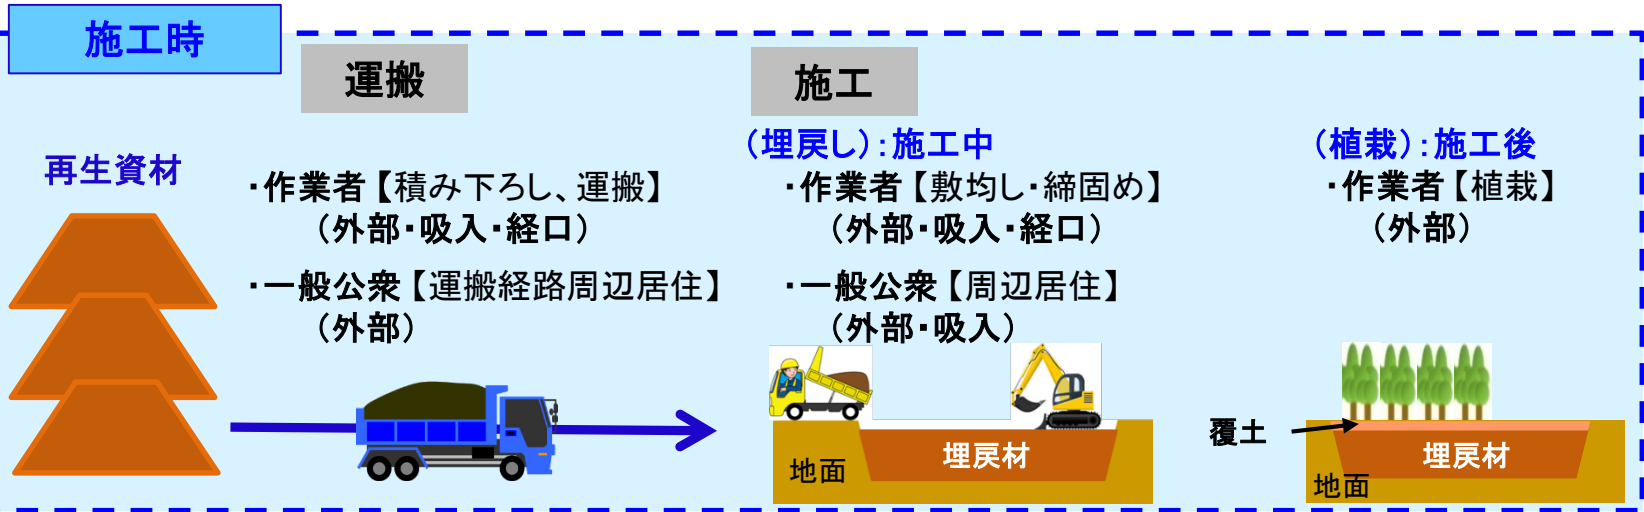 施工時
運搬
施工
再生資材
・作業者【積み下ろし、運搬】
（外部・吸入・経口）
・一般公衆【運搬経路周辺居住】
（外部）
（埋戻し）：施工中
・作業者【敷均し・締固め】
（外部・吸入・経口）
・一般公衆【周辺居住】
（外部・吸入）
（植栽）：施工後
・作業者【植栽】
（外部）
地面
埋戻材
覆土
埋戻材
地面